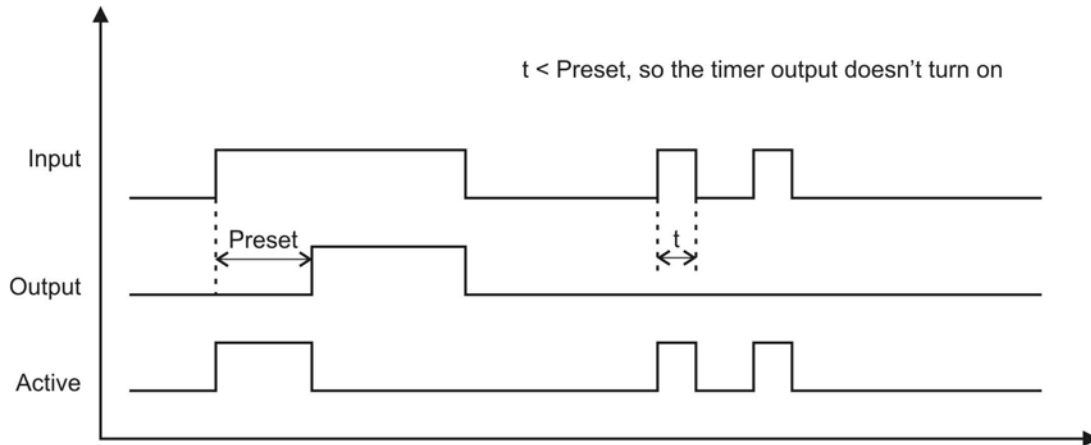 t < Preset, so the timer output doesn't turn on
Input
Preset
t
Output
Active